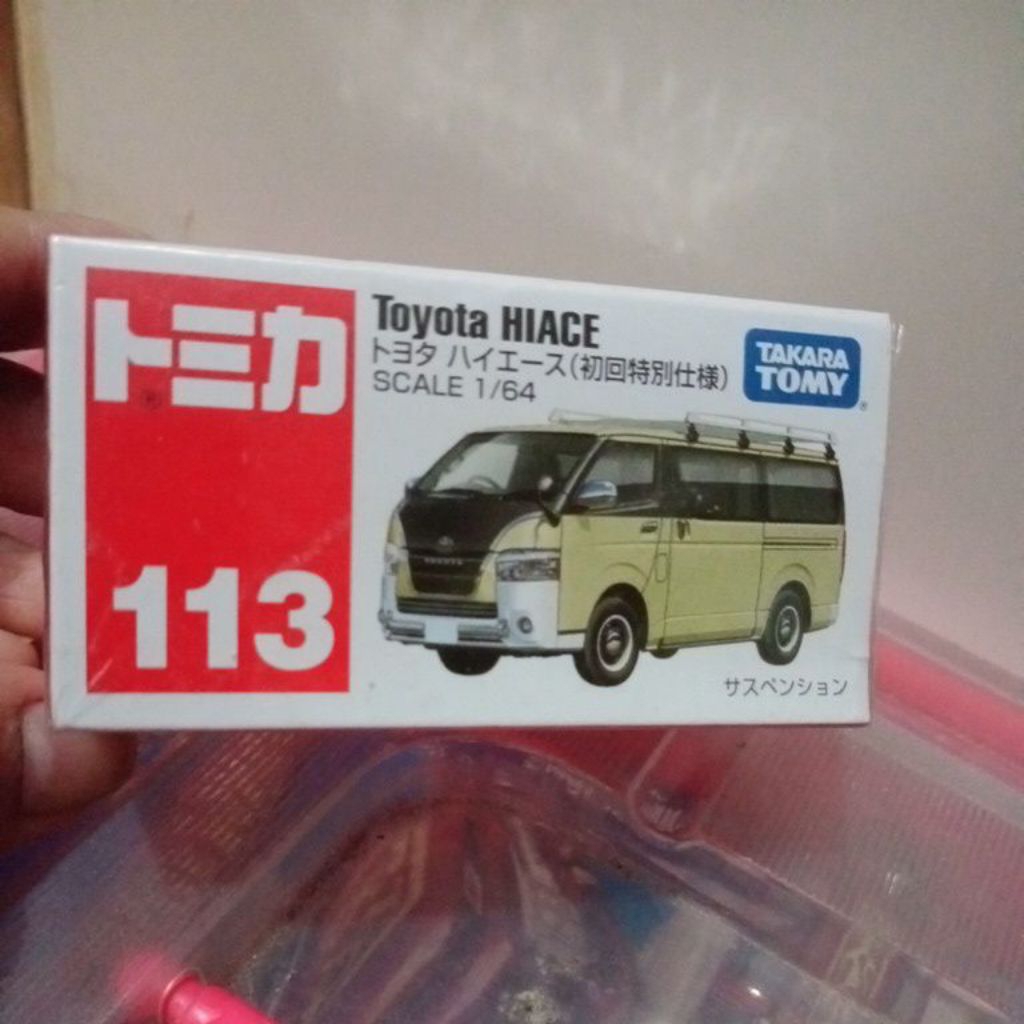 トミカ
113
Toyota HIACE
トヨタ ハイエース(初回特別仕様)
SCALE 1/64
TAKARA
TOMY
サスペンション